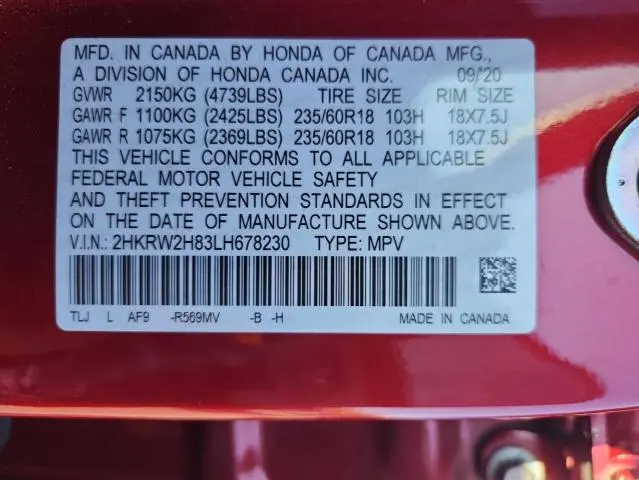 MFD. IN CANADA BY HONDA OF CANADA MFG.,
A DIVISION OF HONDA CANADA INC. 09/20
GVWR 2150KG (4739LBS) TIRE SIZE RIM SIZE
GAWR F 1100KG (2425LBS) 235/60R18 103H 18X7.5J
GAWR R 1075KG (2369LBS) 235/60R18 103H 18X7.5J
THIS VEHICLE CONFORMS TO ALL APPLICABLE
FEDERAL MOTOR VEHICLE SAFETY
AND THEFT PREVENTION STANDARDS IN EFFECT
ON THE DATE OF MANUFACTURE SHOWN ABOVE.
V.I.N.: 2HKRW2H83LH678230 TYPE: MPV
TLJ L AF9 -R569MV -B -H MADE IN CANADA